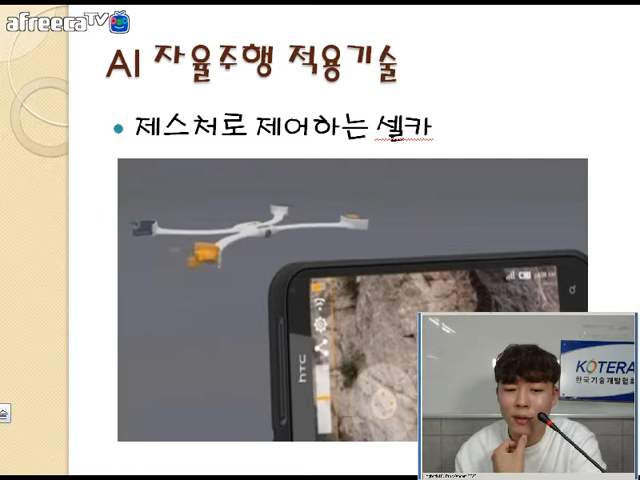 afreecaTV
AI 자율주행 적용기술
제스처로 제어하는 셀카
hTC
KOTERA
한국기술개발협회